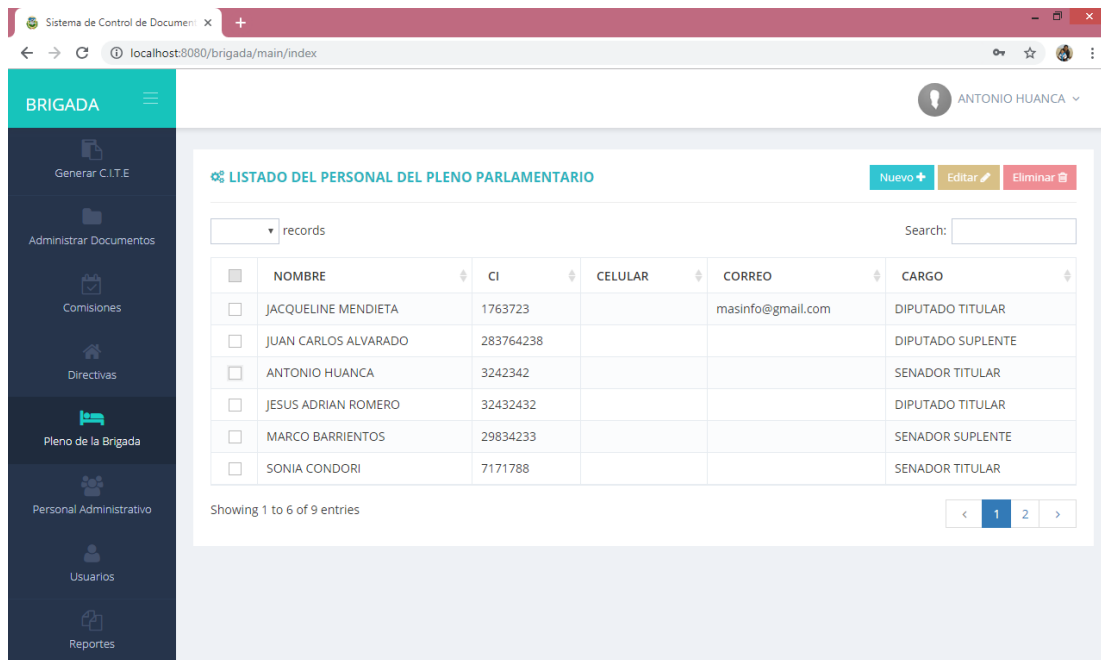 Sistema de Control de Document
localhost:8080/brigada/main/index
BRIGADA
ANTONIO HUANCA
Generar C.I.T.E
Administrar Documentos
Comisiones
Directivas
Pleno de la Brigada
Personal Administrativo
Usuarios
Reportes
LISTADO DEL PERSONAL DEL PLENO PARLAMENTARIO
Nuevo Editar Eliminar
records Search:
NOMBRE CI CELULAR CORREO CARGO
JACQUELINE MENDIETA 1763723 masinfo@gmail.com DIPUTADO TITULAR
JUAN CARLOS ALVARADO 283764238 DIPUTADO SUPLENTE
ANTONIO HUANCA 3242342 SENADOR TITULAR
JESUS ADRIAN ROMERO 32432432 DIPUTADO TITULAR
MARCO BARRIENTOS 29834233 SENADOR SUPLENTE
SONIA CONDORI 7171788 SENADOR TITULAR
Showing 1 to 6 of 9 entries
1 2